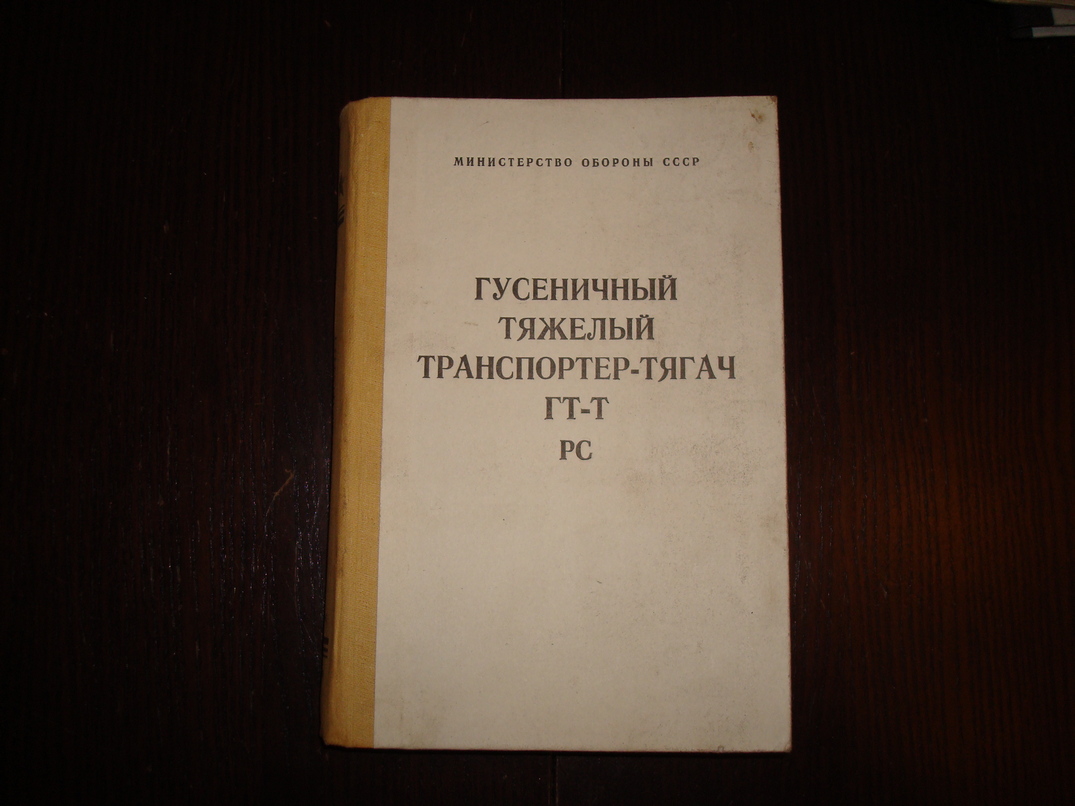 МИНИСТЕРСТВО ОБОРОНЫ СССР
ГУСЕНИЧНЫЙ
ТЯЖЕЛЫЙ
ТРАНСПОРТЕР-ТЯГАЧ
ГТ-Т
РС